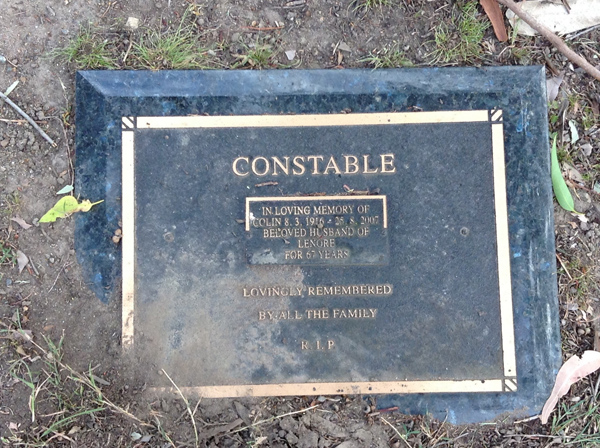 CONSTABLE
IN LOVING MEMORY OF
COLIN 8. 3. 1916 - 26. 8. 2007
BELOVED HUSBAND OF
LENORE
FOR 67 YEARS
LOVINGLY REMEMBERED
BY ALL THE FAMILY
R.I.P